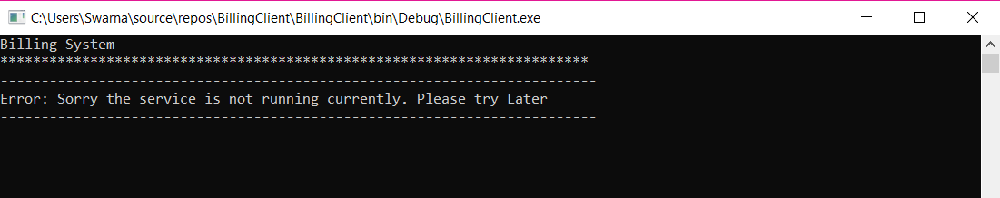 C:\Users\Swarna\source\repos\BillingClient\BillingClient\bin\Debug\BillingClient.exe
Billing System
************************************************************************
-------------------------------------------------------------------------
Error: Sorry the service is not running currently. Please try Later
-------------------------------------------------------------------------